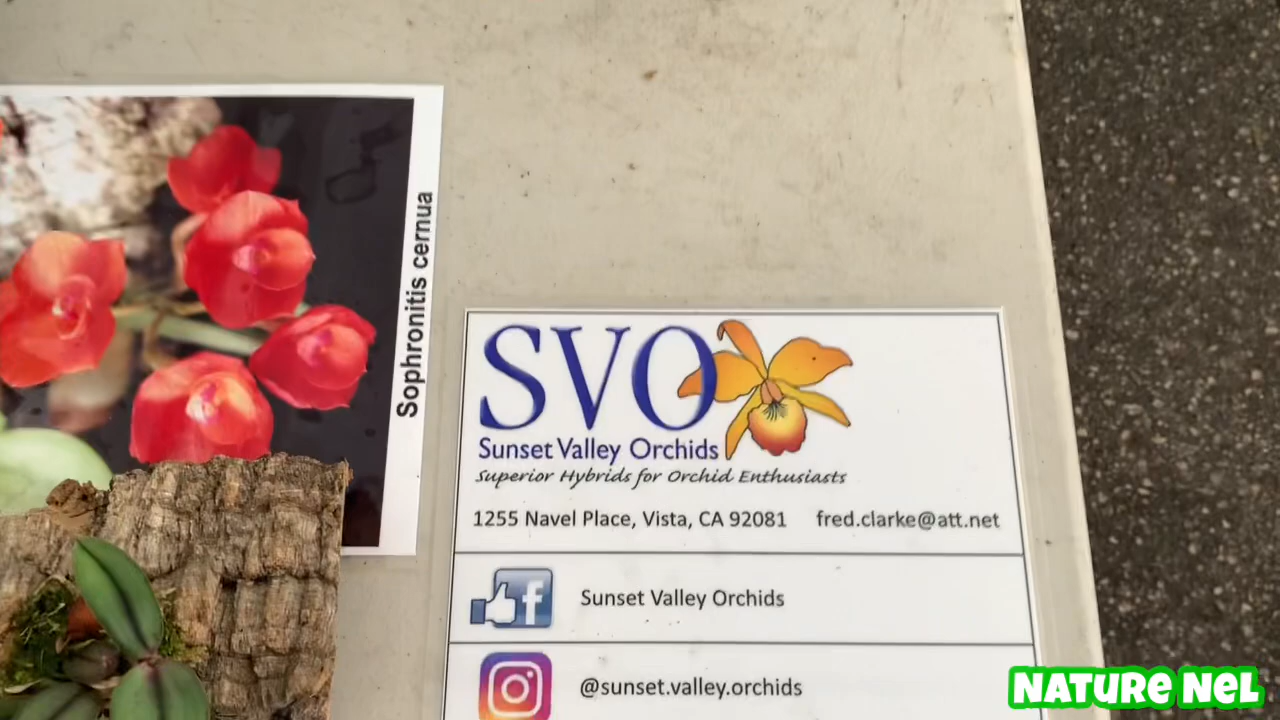 Sophronitis cernua
SVO
Sunset Valley Orchids
Superior Hybrids for Orchid Enthusiasts
1255 Navel Place, Vista, CA 92081 fred.clarke@att.net
f
Sunset Valley Orchids
@sunset.valley.orchids
NATURE NEL